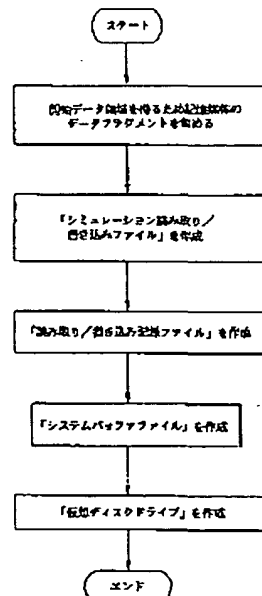 スタート
開始データ領域を得るため記憶媒体の
データフラグメントを集める
「シミュレーション読み取り/
書き込みファイル」を作成
「読み取り/書き込み記録ファイル」を作成
「システムバッファファイル」を作成
「仮想ディスクドライブ」を作成
エンド